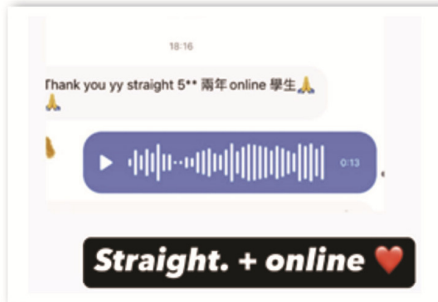 18:16
Thank you yy straight 5** 兩年 online 學生🙏
🙏
0:13
Straight. + online ❤️